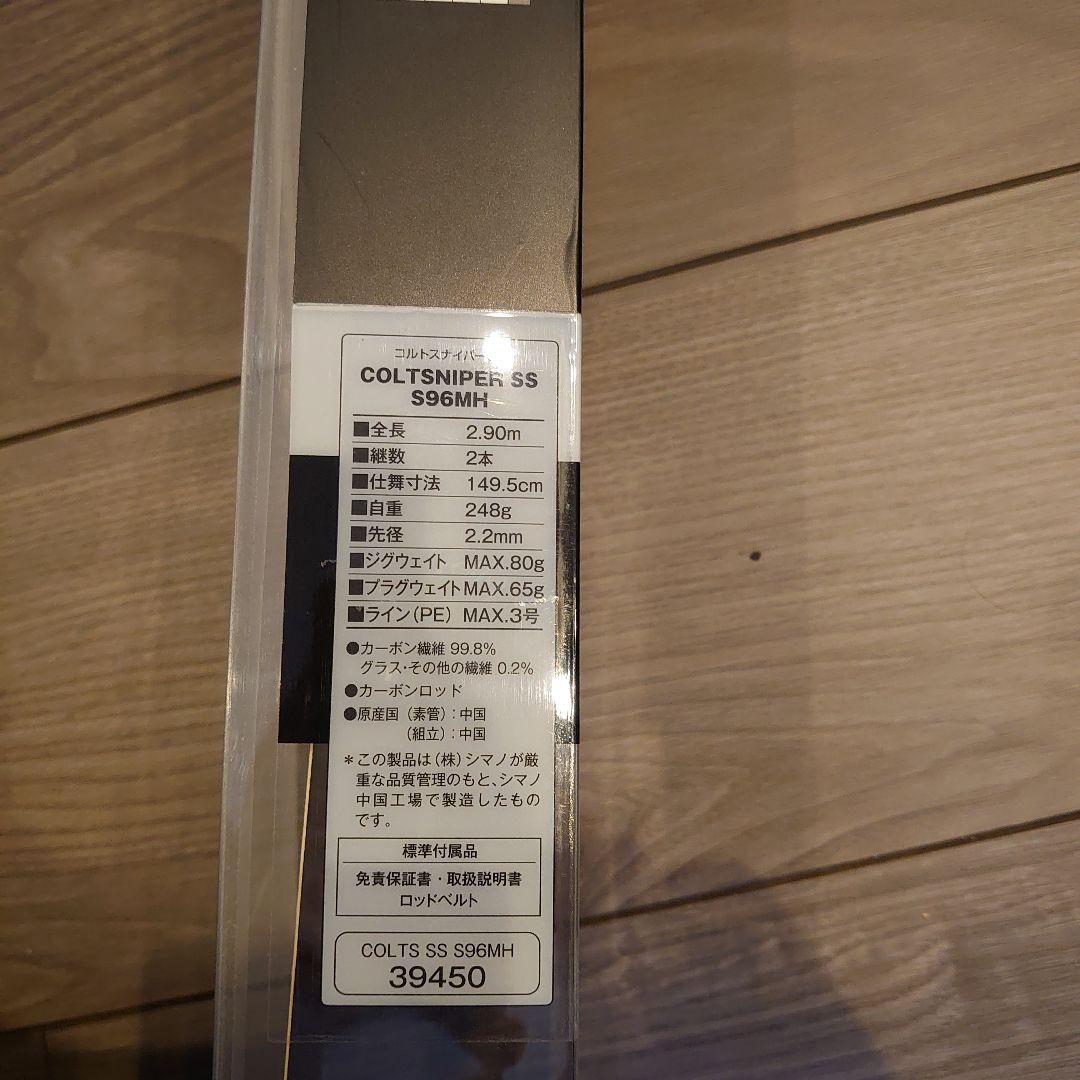 コルトスナイパー
COLTSNIPER SS
S96MH
■全長 2.90m
■継数 2本
■仕舞寸法 149.5cm
■自重 248g
■先径 2.2mm
■ジグウェイト MAX.80g
■プラグウェイト MAX.65g
■ライン(PE) MAX.3号
●カーボン繊維 99.8%
グラス・その他の繊維 0.2%
●カーボンロッド
●原産国(素管):中国
(組立):中国
＊この製品は(株)シマノが厳
重な品質管理のもと、シマノ
中国工場で製造したもの
です。
標準付属品
免責保証書・取扱説明書
ロッドベルト
COLTS SS S96MH
39450